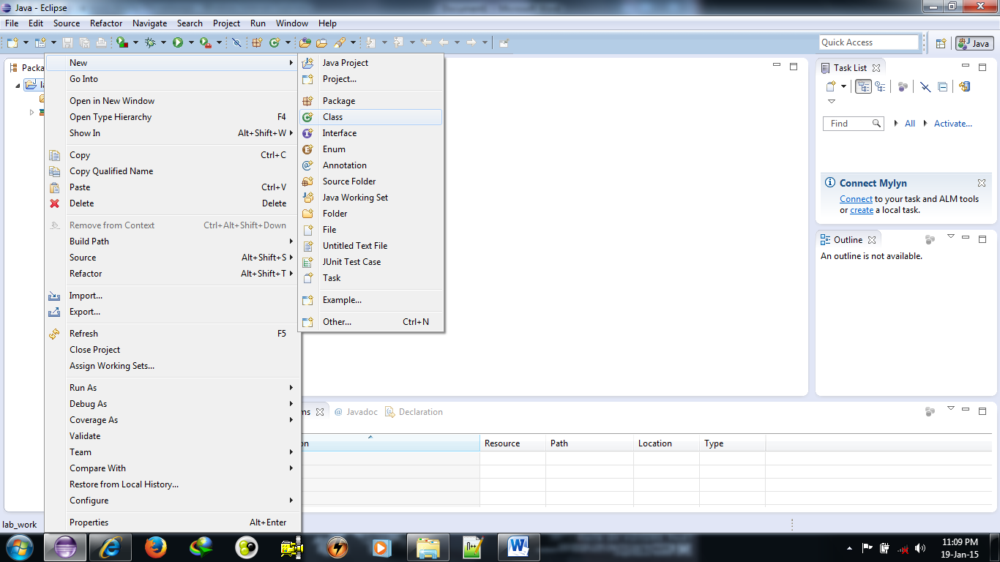 Java - Eclipse
File Edit Source Refactor Navigate Search Project Run Window Help
Quick Access
Java
Packa
New
Go Into
Open in New Window
Open Type Hierarchy F4
Show In Alt+Shift+W
Copy Ctrl+C
Copy Qualified Name
Paste Ctrl+V
Delete Delete
Remove from Context Ctrl+Alt+Shift+Down
Build Path
Source Alt+Shift+S
Refactor Alt+Shift+T
Import...
Export...
Refresh F5
Close Project
Assign Working Sets...
Run As
Debug As
Coverage As
Validate
Team
Compare With
Restore from Local History...
Configure
Properties Alt+Enter
Java Project
Project...
Package
Class
Interface
Enum
Annotation
Source Folder
Java Working Set
Folder
File
Untitled Text File
JUnit Test Case
Task
Example...
Other... Ctrl+N
Task List
Find All Activate...
Connect Mylyn
Connect to your task and ALM tools
or create a local task.
Outline
An outline is not available.
ms @ Javadoc Declaration
on Resource Path Location Type
lab_work
11:09 PM
19-Jan-15